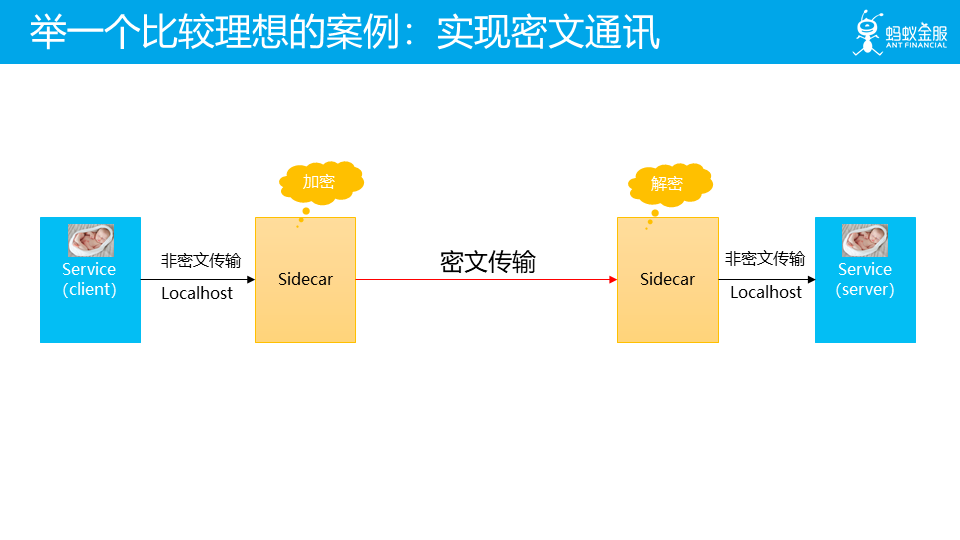 举一个比较理想的案例：实现密文通讯
蚂蚁金服
ANT FINANCIAL
加密
解密
Service
（client）
非密文传输
Localhost
Sidecar
密文传输
Sidecar
非密文传输
Localhost
Service
（server）